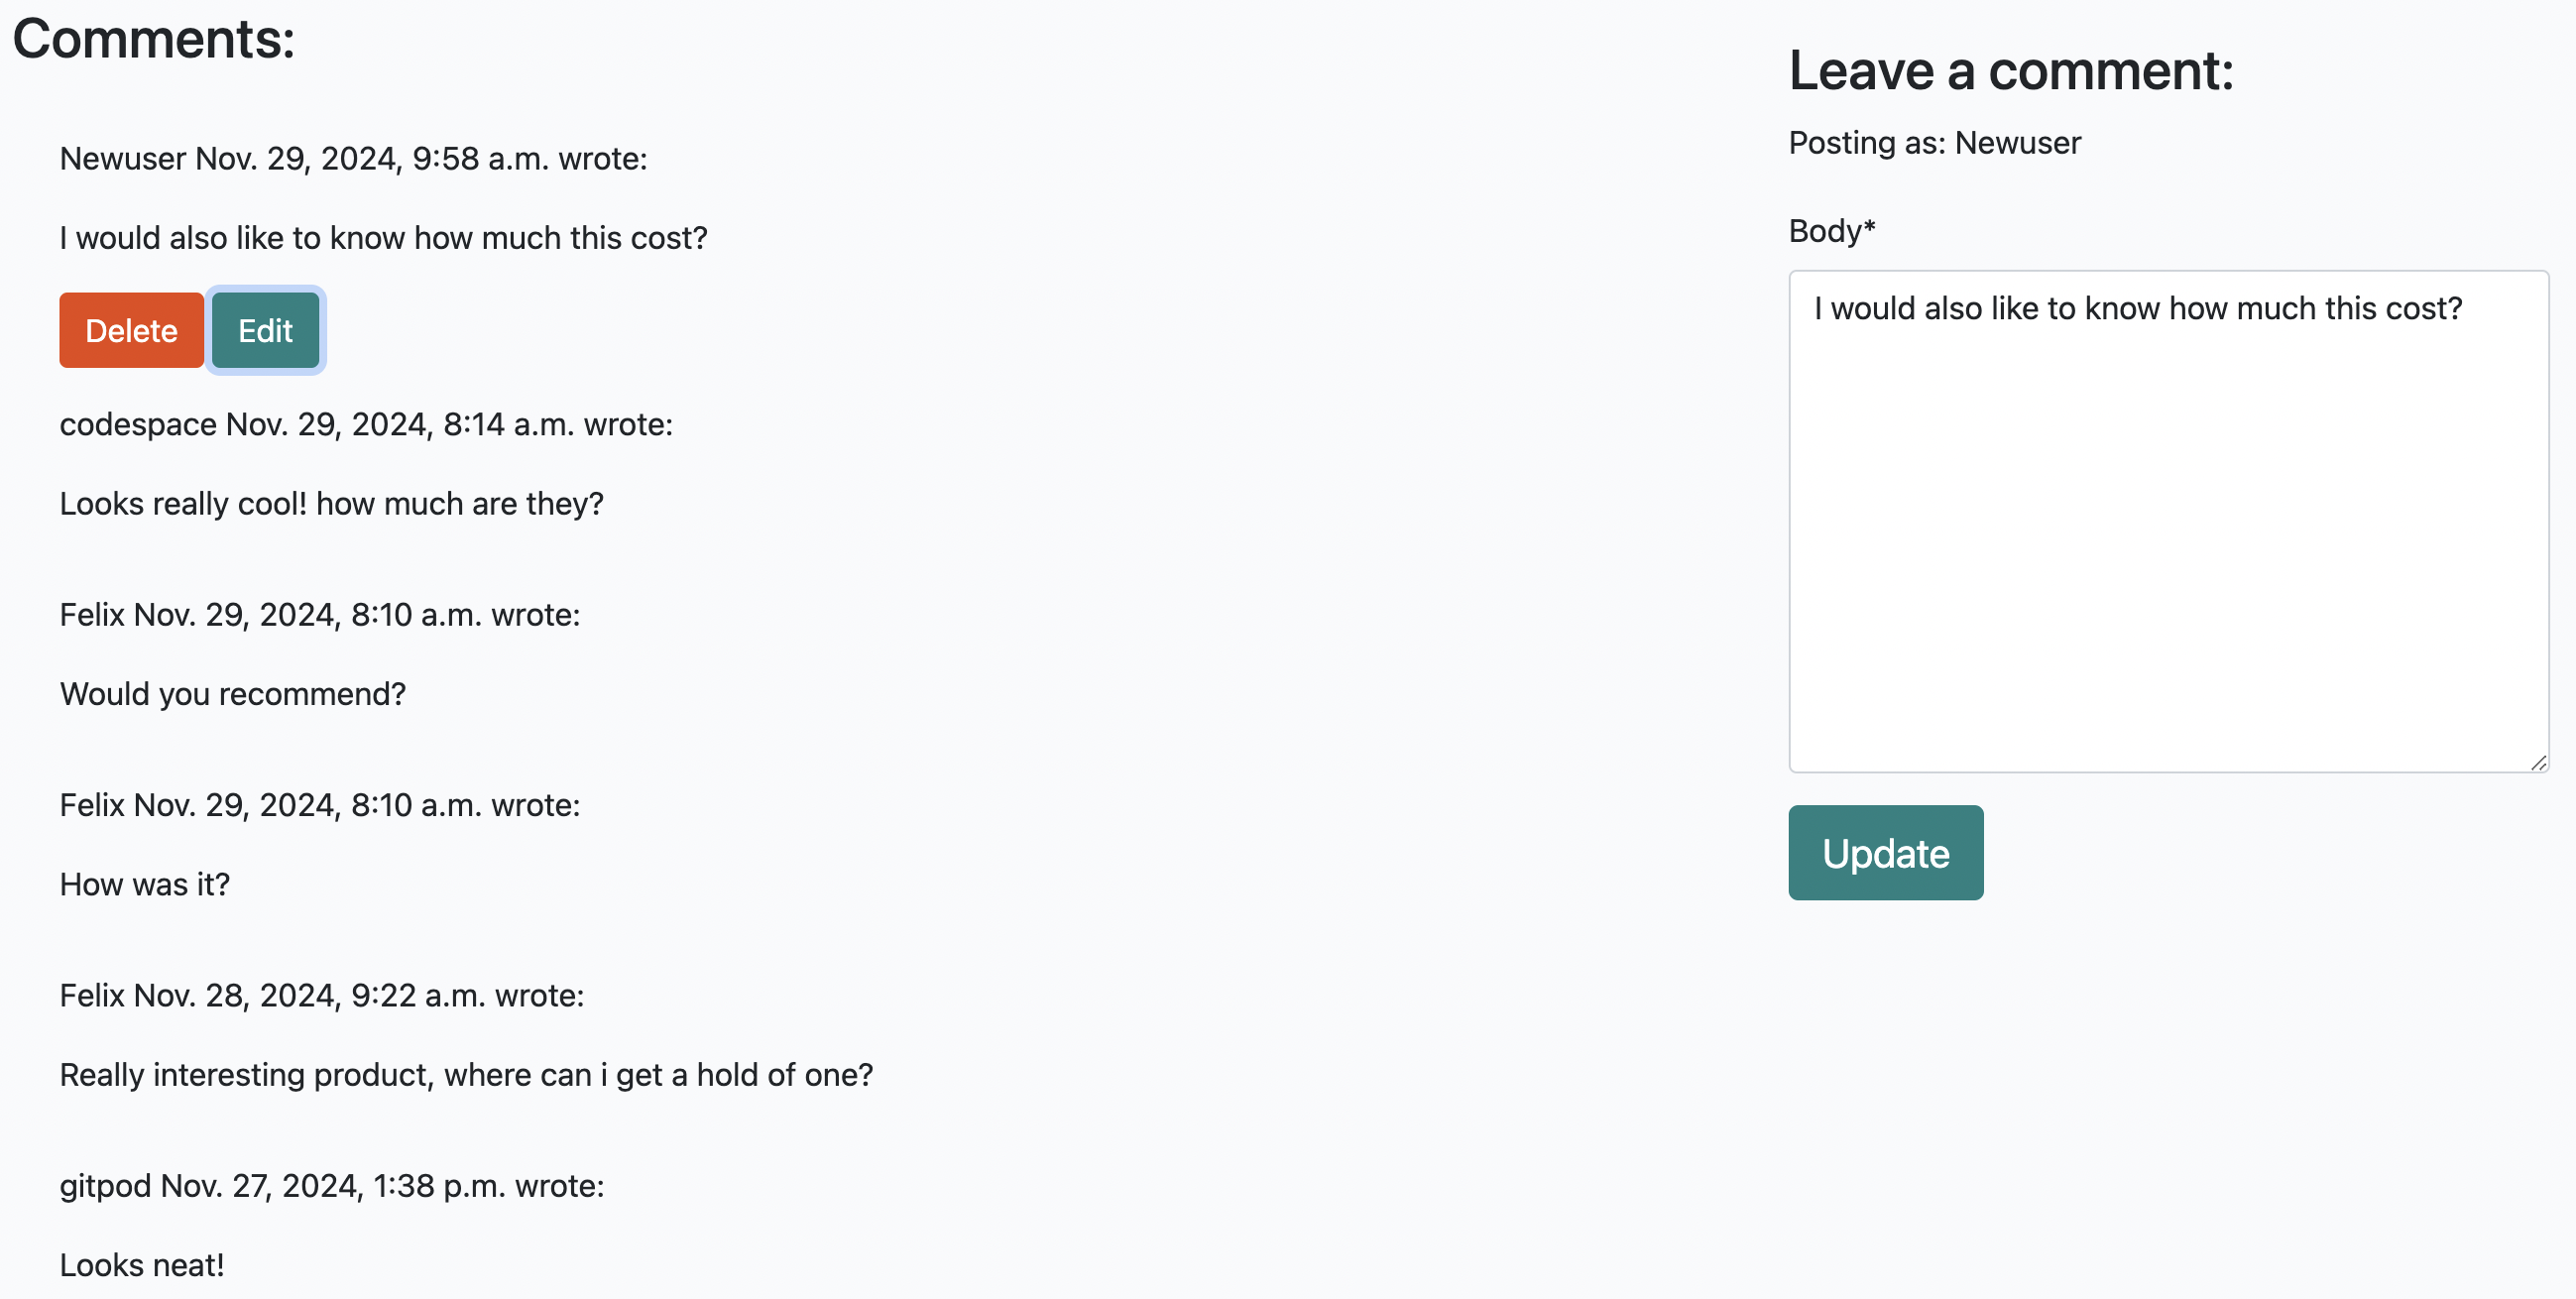 Comments:
Newuser Nov. 29, 2024, 9:58 a.m. wrote:
I would also like to know how much this cost?
Delete Edit
codespace Nov. 29, 2024, 8:14 a.m. wrote:
Looks really cool! how much are they?
Felix Nov. 29, 2024, 8:10 a.m. wrote:
Would you recommend?
Felix Nov. 29, 2024, 8:10 a.m. wrote:
How was it?
Felix Nov. 28, 2024, 9:22 a.m. wrote:
Really interesting product, where can i get a hold of one?
gitpod Nov. 27, 2024, 1:38 p.m. wrote:
Looks neat!
Leave a comment:
Posting as: Newuser
Body*
I would also like to know how much this cost?
Update